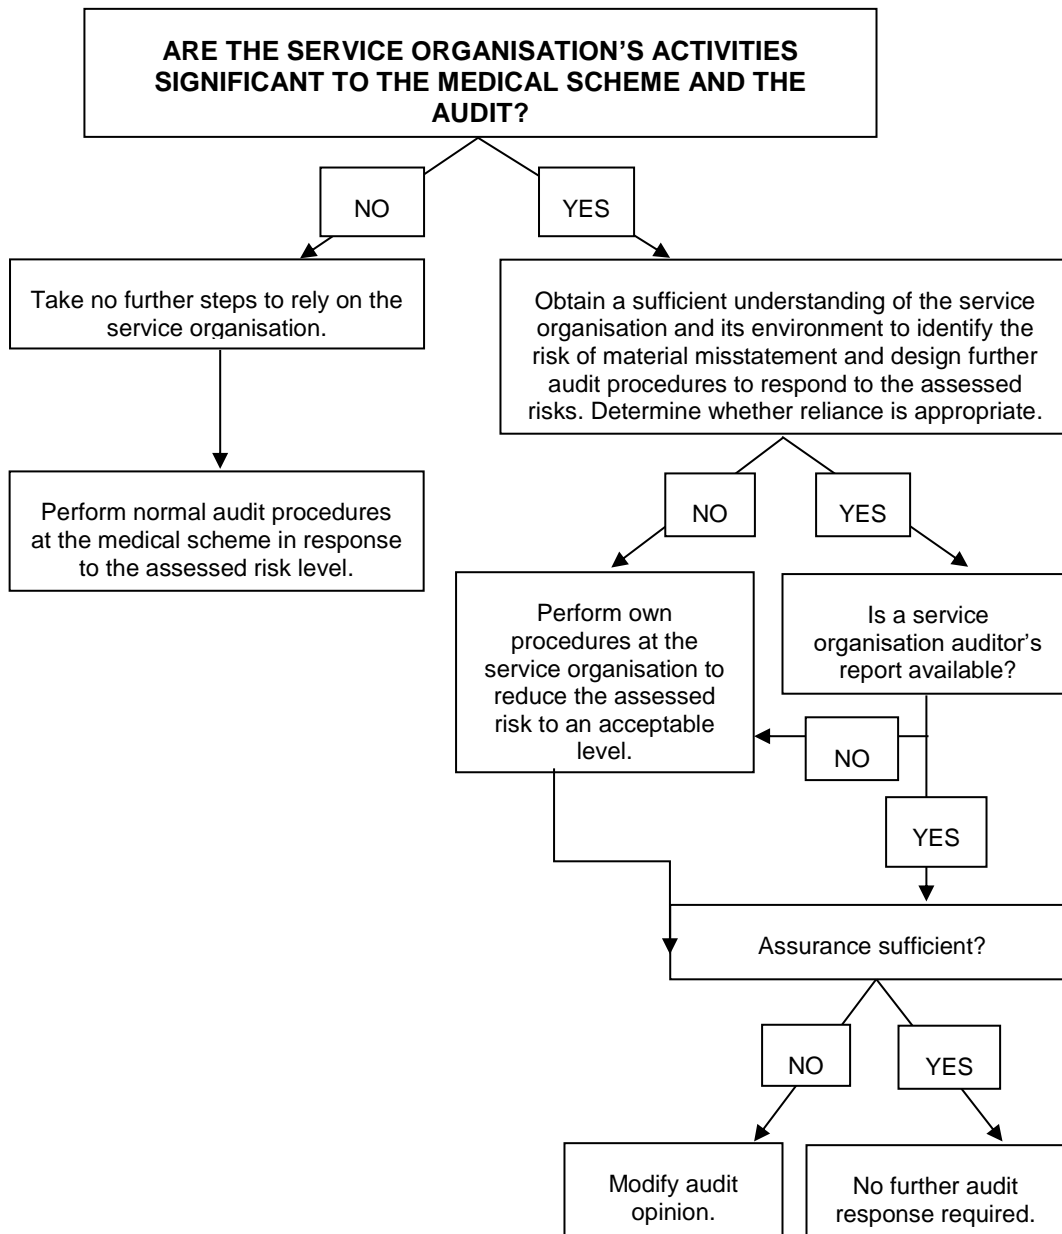 ARE THE SERVICE ORGANISATION’S ACTIVITIES
SIGNIFICANT TO THE MEDICAL SCHEME AND THE
AUDIT?
NO
YES
Take no further steps to rely on the
service organisation.
Obtain a sufficient understanding of the service
organisation and its environment to identify the
risk of material misstatement and design further
audit procedures to respond to the assessed
risks. Determine whether reliance is appropriate.
Perform normal audit procedures
at the medical scheme in response
to the assessed risk level.
NO
YES
Perform own
procedures at the
service organisation to
reduce the assessed
risk to an acceptable
level.
Is a service
organisation auditor’s
report available?
NO
YES
Assurance sufficient?
NO
YES
Modify audit
opinion.
No further audit
response required.